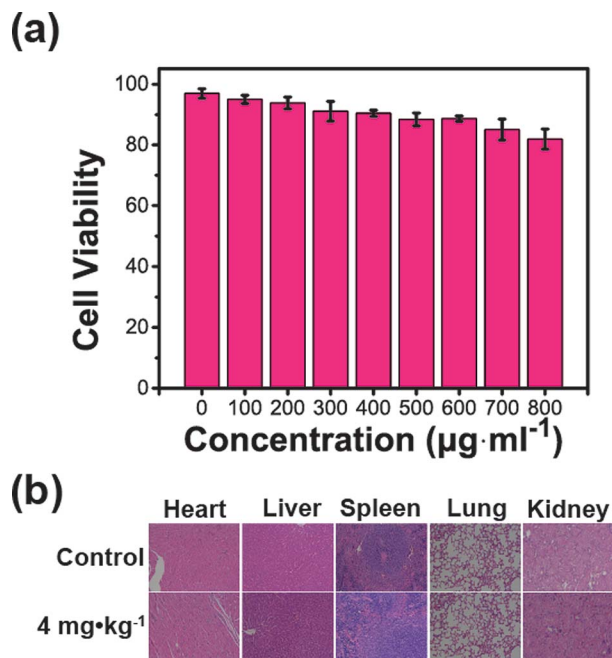 (a)
100
80
60
40
20
0
Cell Viability
0 100 200 300 400 500 600 700 800
Concentration (μg·ml⁻¹)
(b)
Heart Liver Spleen Lung Kidney
Control
4 mg•kg⁻¹